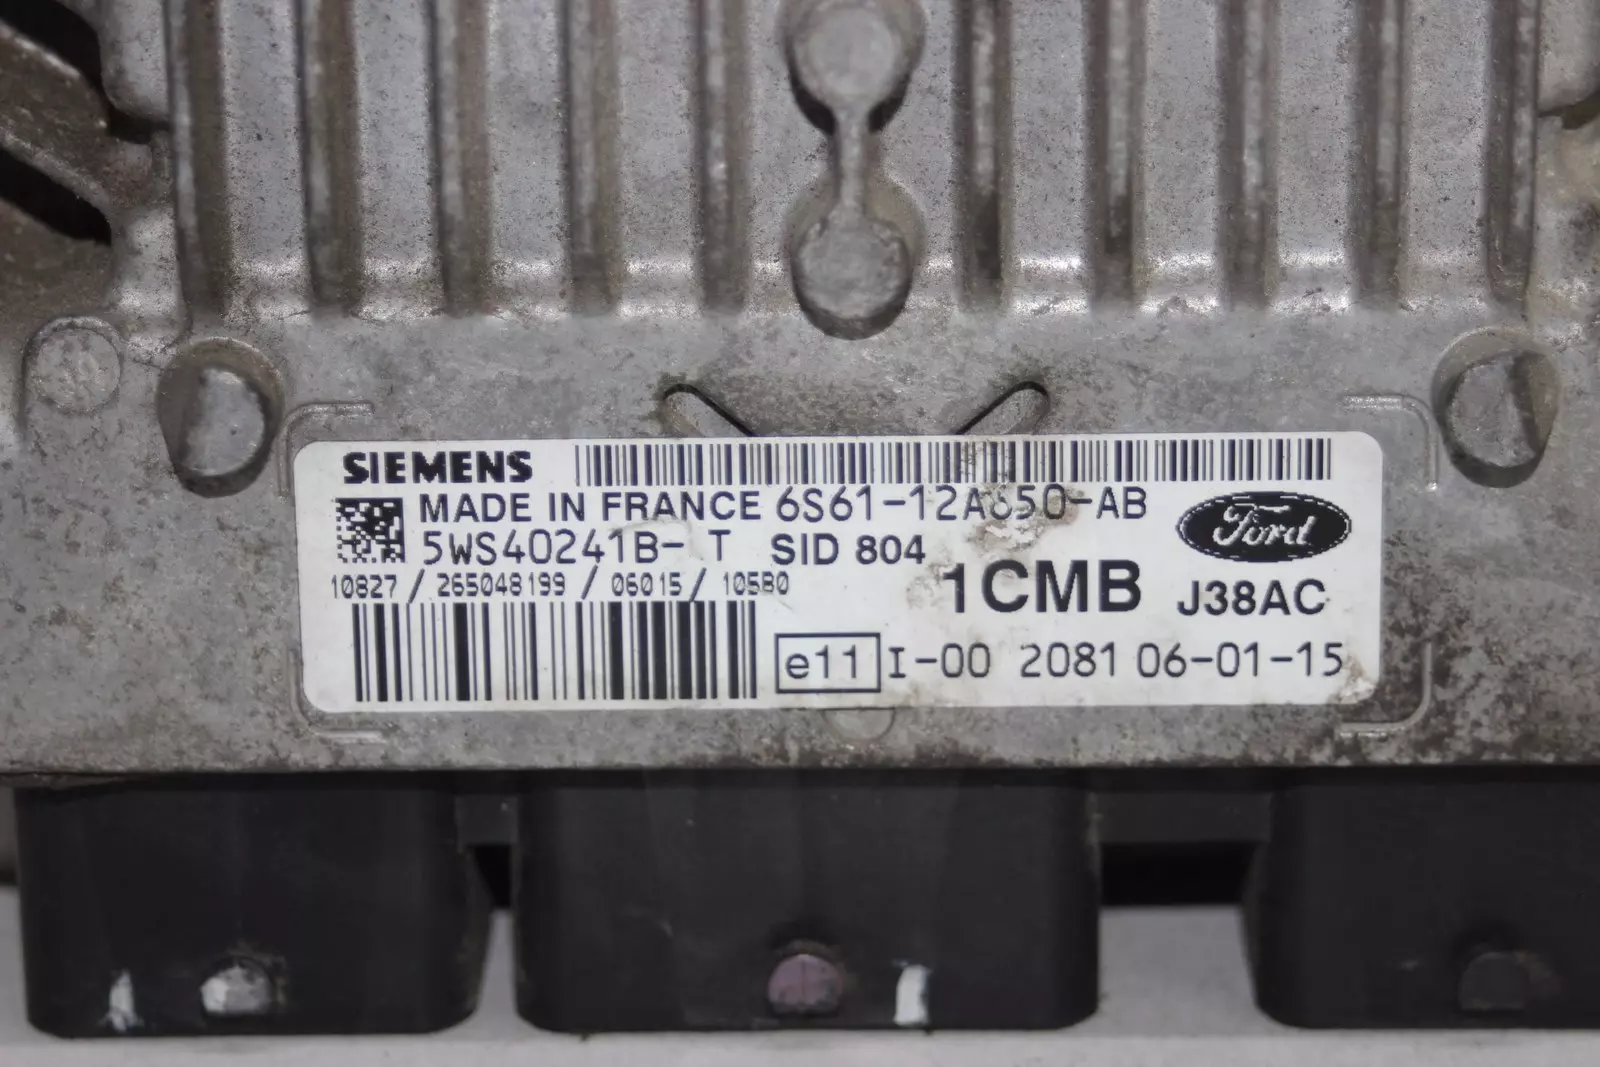 SIEMENS
MADE IN FRANCE 6S61-12A650-AB
Ford
5WS40241B- T SID 804
10827 / 265048199 / 06015 / 105B0
1CMB J38AC
e11 I-00 2081 06-01-15